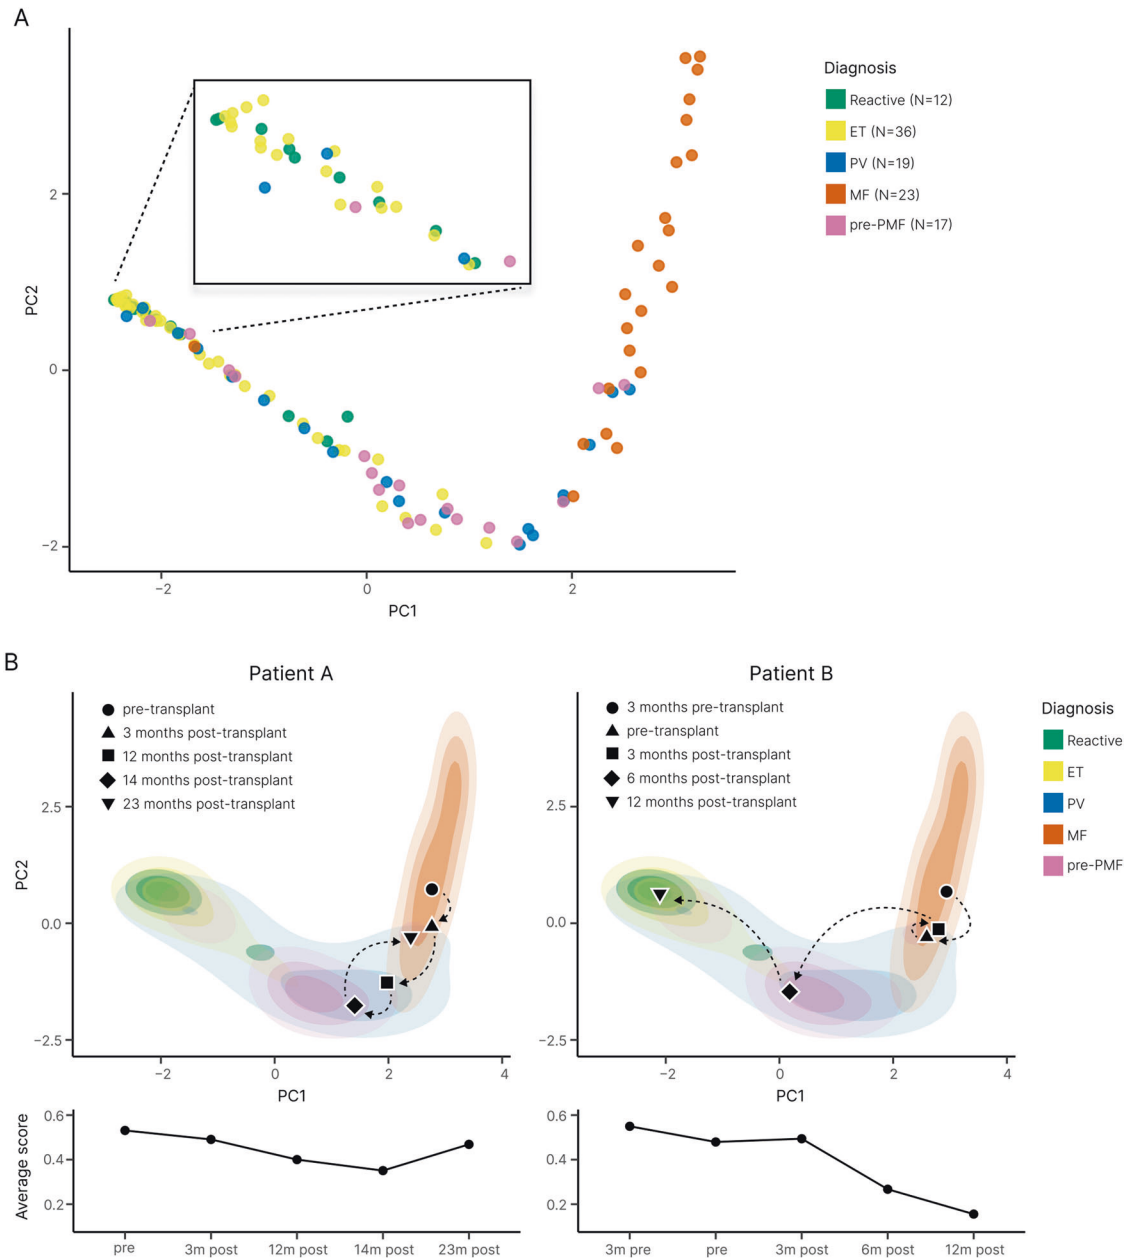 A
Diagnosis
Reactive (N=12)
ET (N=36)
PV (N=19)
MF (N=23)
pre-PMF (N=17)
PC2
2
0
−2
−2 0 2
PC1
B
Patient A
pre-transplant
3 months post-transplant
12 months post-transplant
14 months post-transplant
23 months post-transplant
PC2
2.5
0.0
−2.5
−2 0 2 4
PC1
Patient B
3 months pre-transplant
pre-transplant
3 months post-transplant
6 months post-transplant
12 months post-transplant
2.5
0.0
−2.5
−2 0 2 4
PC1
Diagnosis
Reactive
ET
PV
MF
pre-PMF
Average score
0.6
0.4
0.2
pre 3m post 12m post 14m post 23m post
0.6
0.4
0.2
3m pre pre 3m post 6m post 12m post